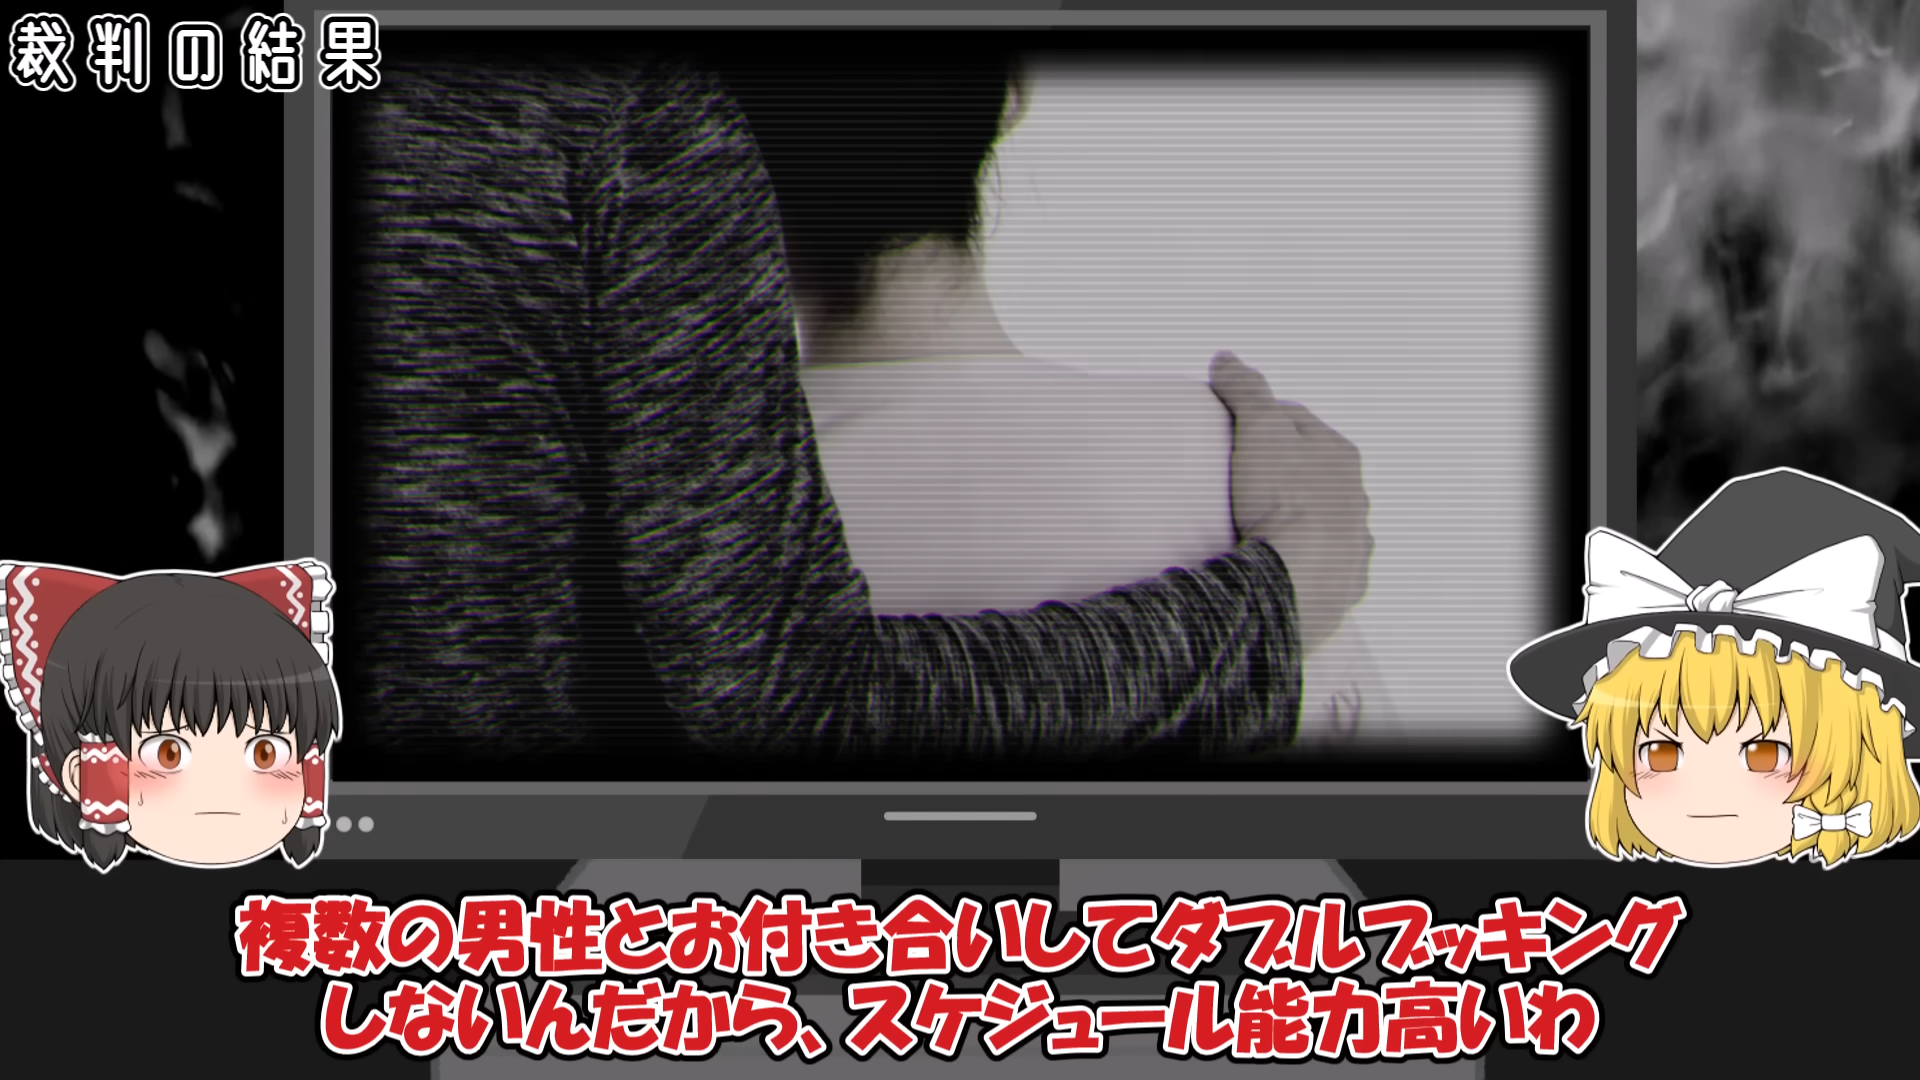 裁判の結果
複数の男性とお付き合いしてダブルブッキング
しないんだから、スケジュール能力高いわ